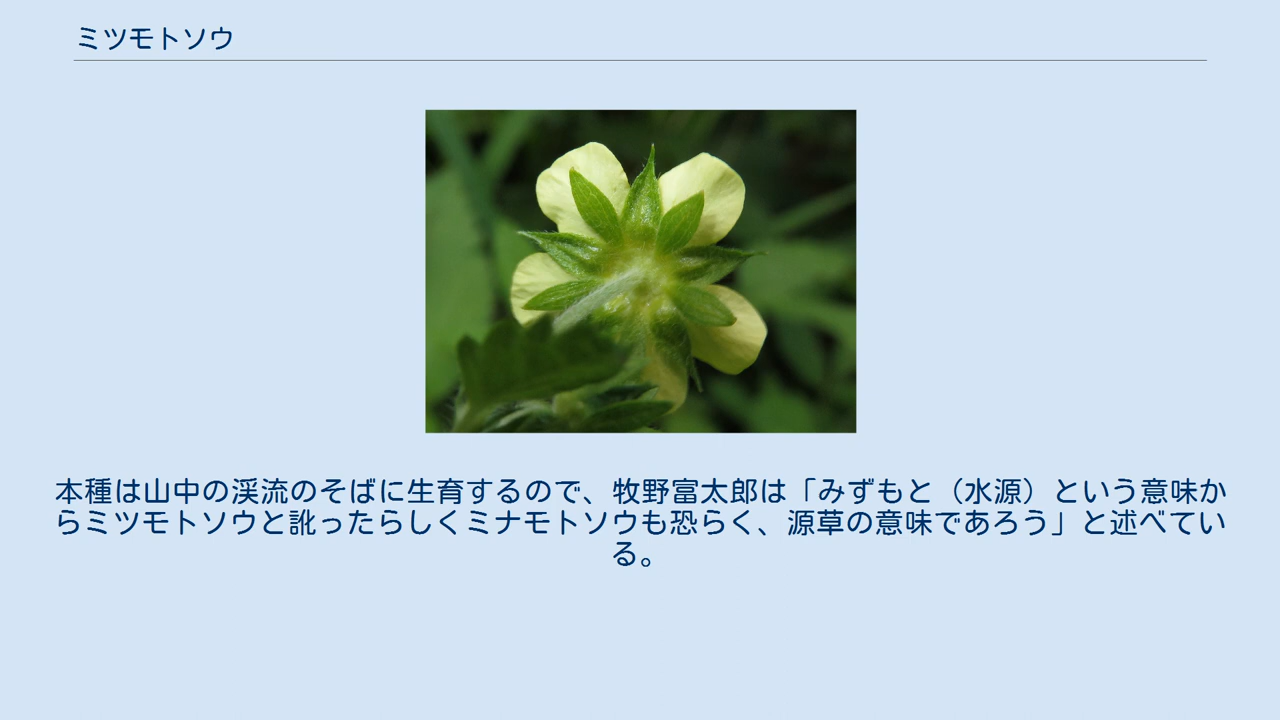 ミツモトソウ
本種は山中の渓流のそばに生育するので、牧野富太郎は「みずもと（水源）という意味か
らミツモトソウと訛ったらしくミナモトソウも恐らく、源草の意味であろう」と述べてい
る。